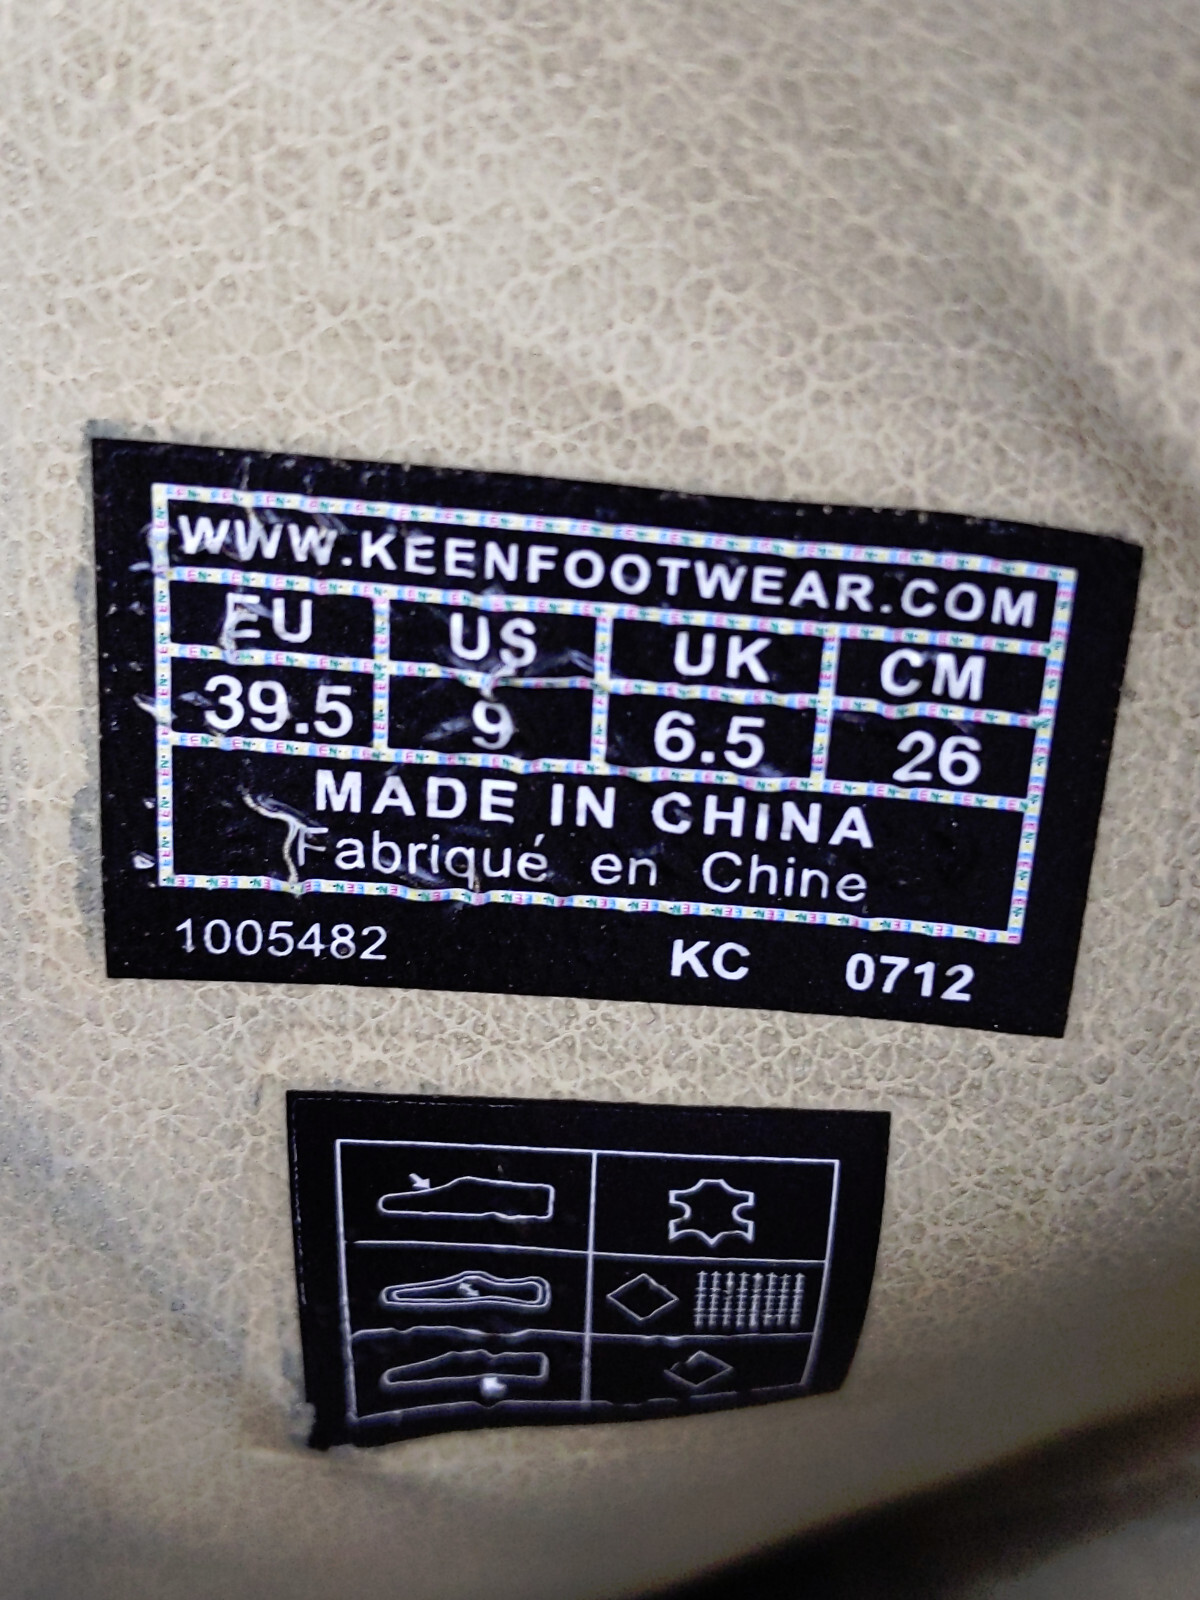 WWW.KEENFOOTWEAR.COM
EU US UK CM
39.5 9 6.5 26
MADE IN CHINA
Fabriqué en Chine
1005482 KC 0712